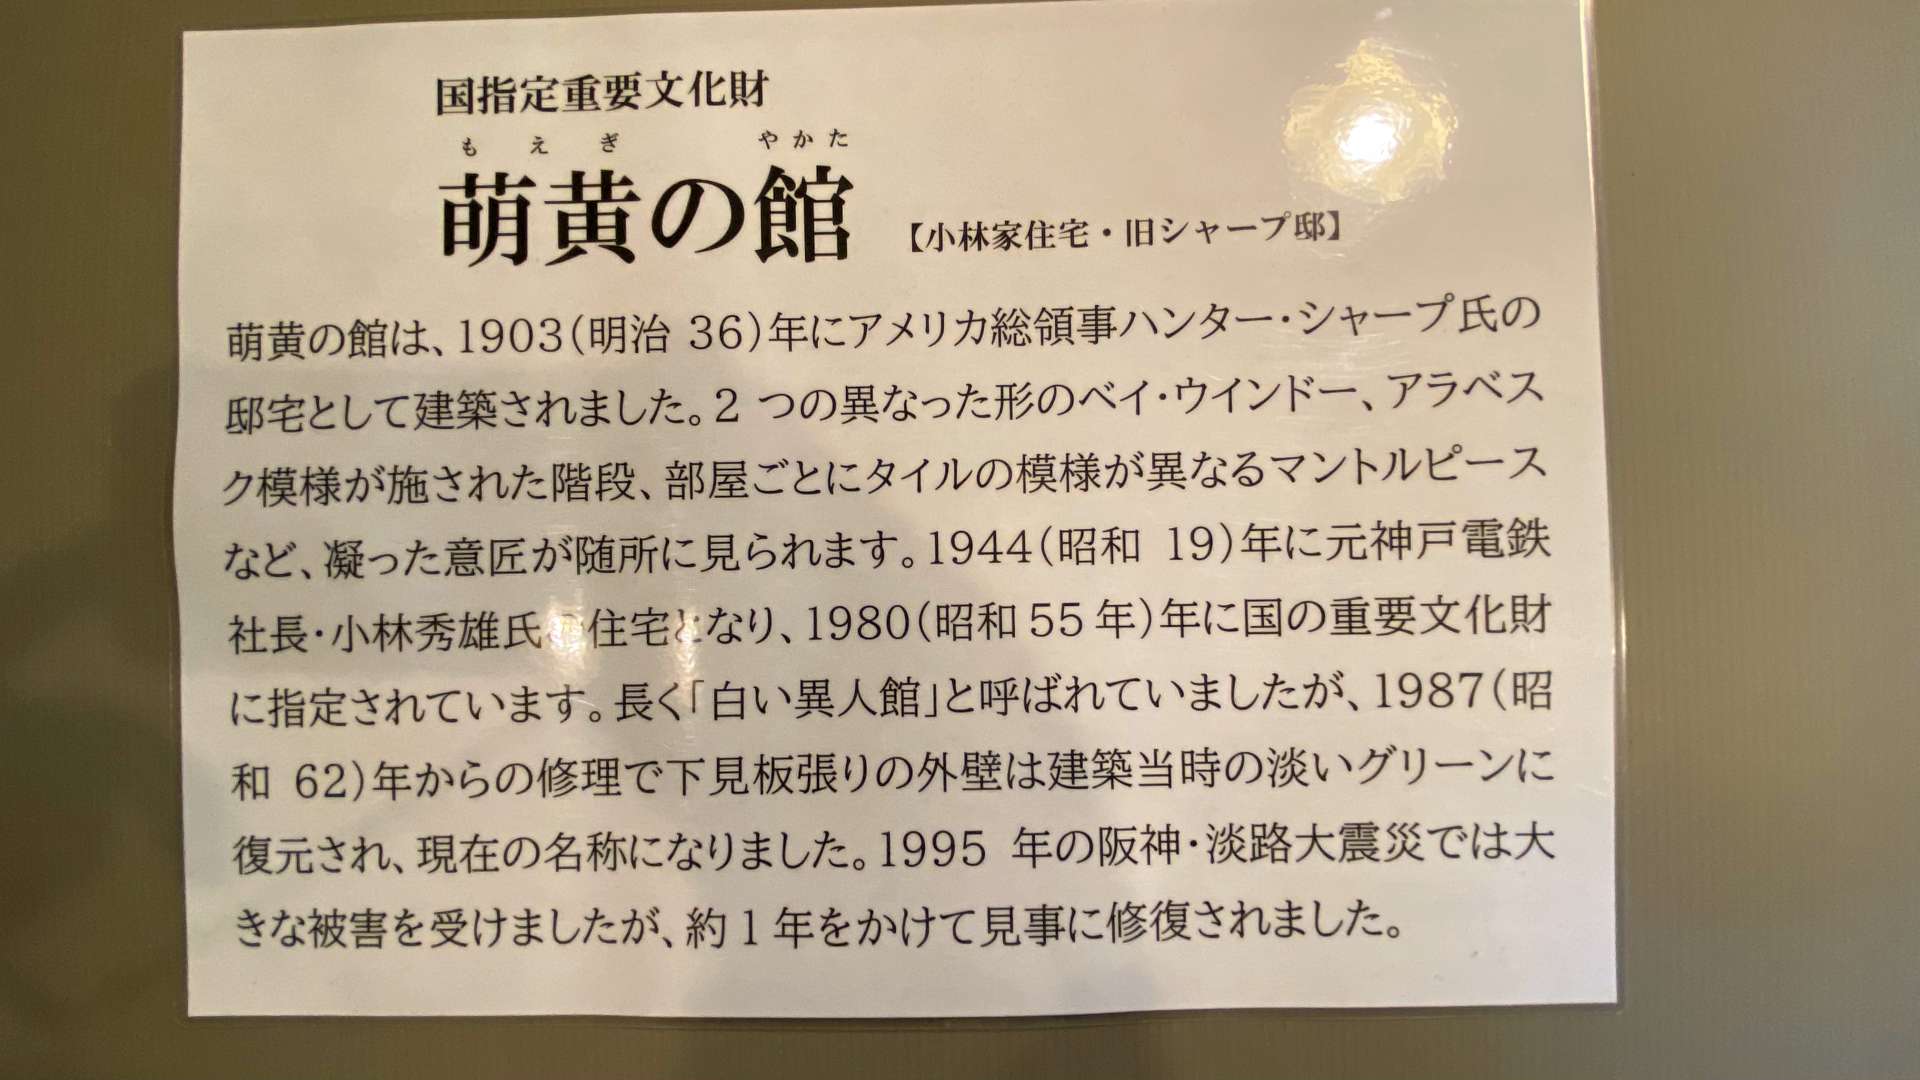 国指定重要文化財
もえぎ やかた
萌黄の館 【小林家住宅・旧シャープ邸】
萌黄の館は、1903(明治 36)年にアメリカ総領事ハンター・シャープ氏の
邸宅として建築されました。2 つの異なった形のベイ・ウインドー、アラベス
ク模様が施された階段、部屋ごとにタイルの模様が異なるマントルピース
など、凝った意匠が随所に見られます。1944(昭和 19)年に元神戸電鉄
社長・小林秀雄氏の住宅となり、1980(昭和55年)年に国の重要文化財
に指定されています。長く「白い異人館」と呼ばれていましたが、1987(昭
和 62)年からの修理で下見板張りの外壁は建築当時の淡いグリーンに
復元され、現在の名称になりました。1995 年の阪神・淡路大震災では大
きな被害を受けましたが、約1年をかけて見事に修復されました。